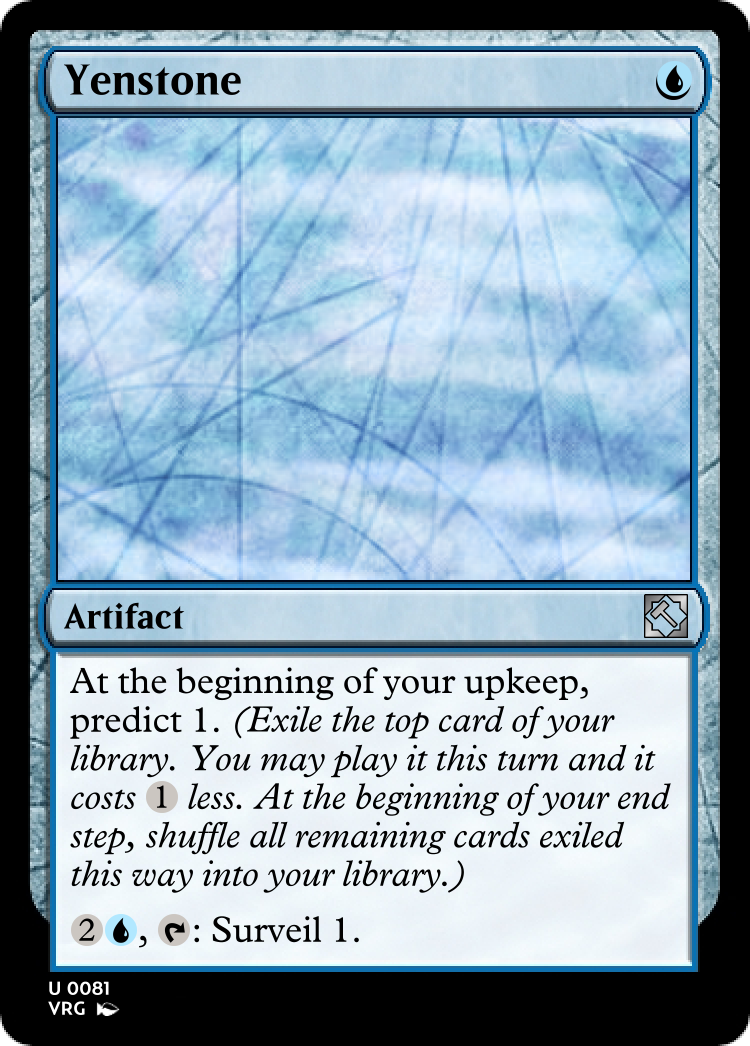 Yenstone
Artifact
At the beginning of your upkeep,
predict 1. (Exile the top card of your
library. You may play it this turn and it
costs 1 less. At the beginning of your end
step, shuffle all remaining cards exiled
this way into your library.)
2, : Surveil 1.
U 0081
VRG